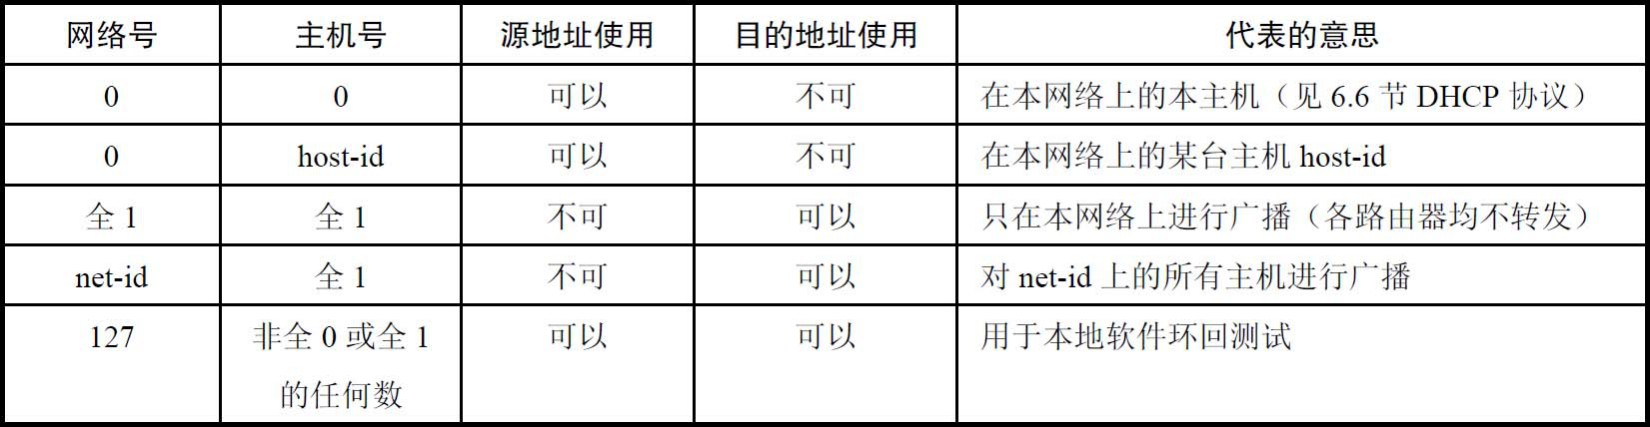 网络号 主机号 源地址使用 目的地址使用 代表的意思
0 0 可以 不可 在本网络上的本主机（见 6.6 节 DHCP 协议）
0 host-id 可以 不可 在本网络上的某台主机 host-id
全 1 全 1 不可 可以 只在本网络上进行广播（各路由器均不转发）
net-id 全 1 不可 可以 对 net-id 上的所有主机进行广播
127 非全 0 或全 1 可以 可以 用于本地软件环回测试
的任何数